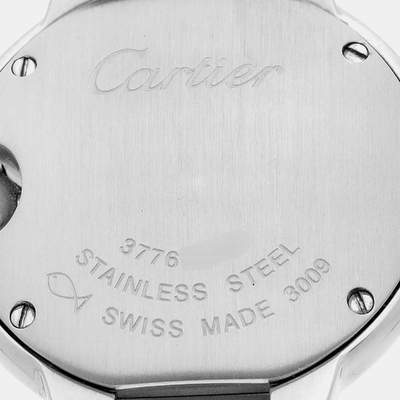 Cartier
3776
STAINLESS STEEL
SWISS MADE 3009